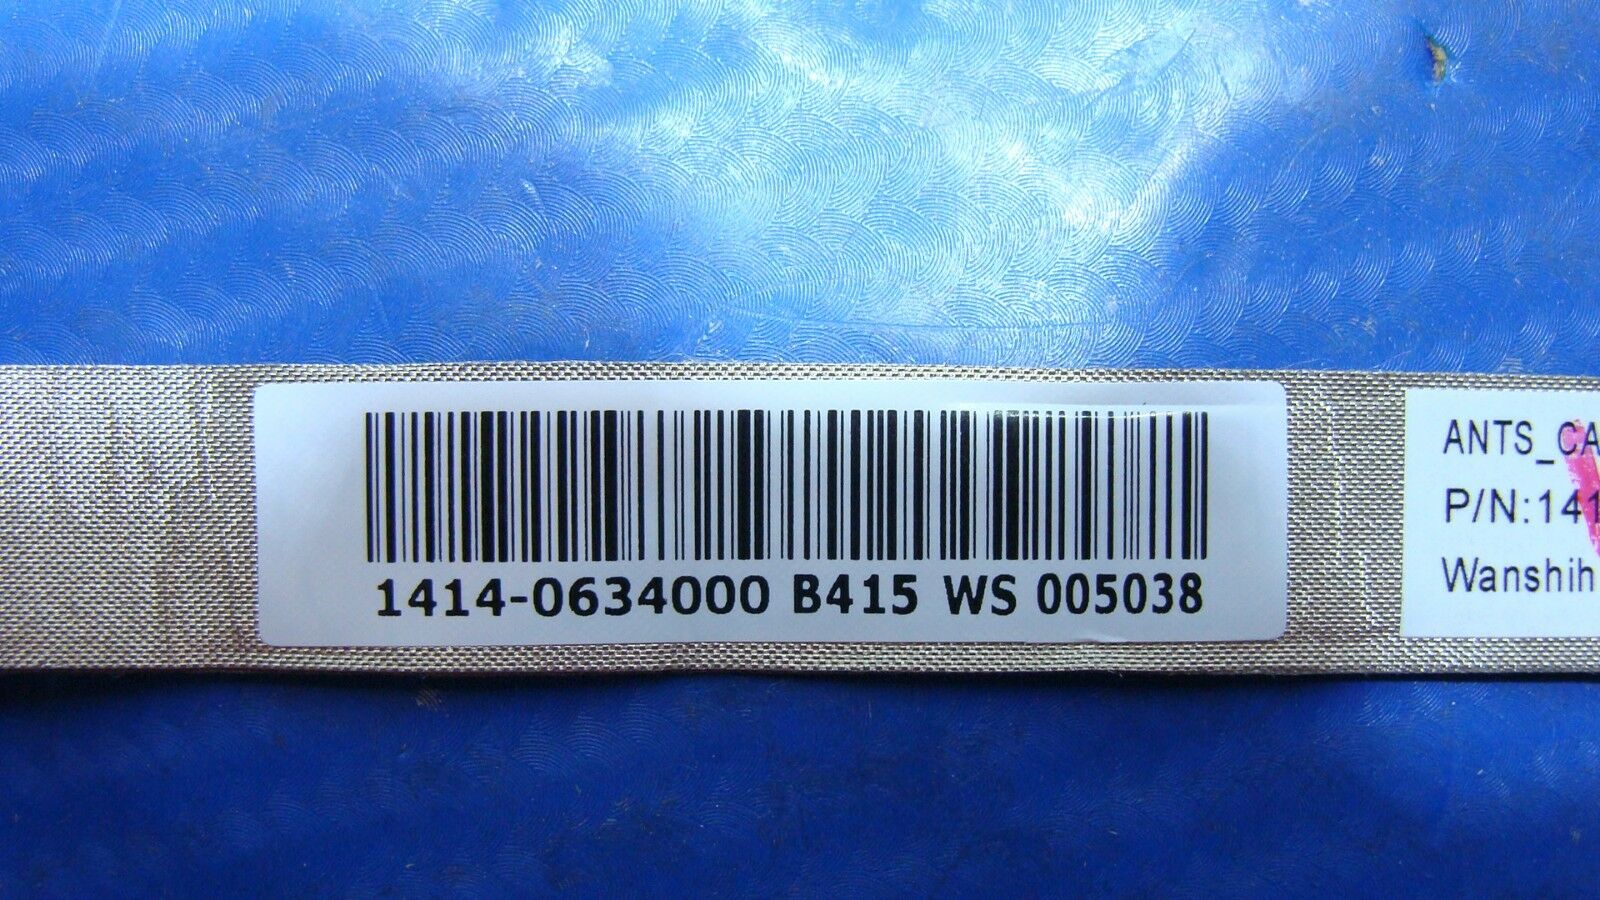 1414-0634000 B415 WS 005038
ANTS_CA
P/N:141
Wanshih